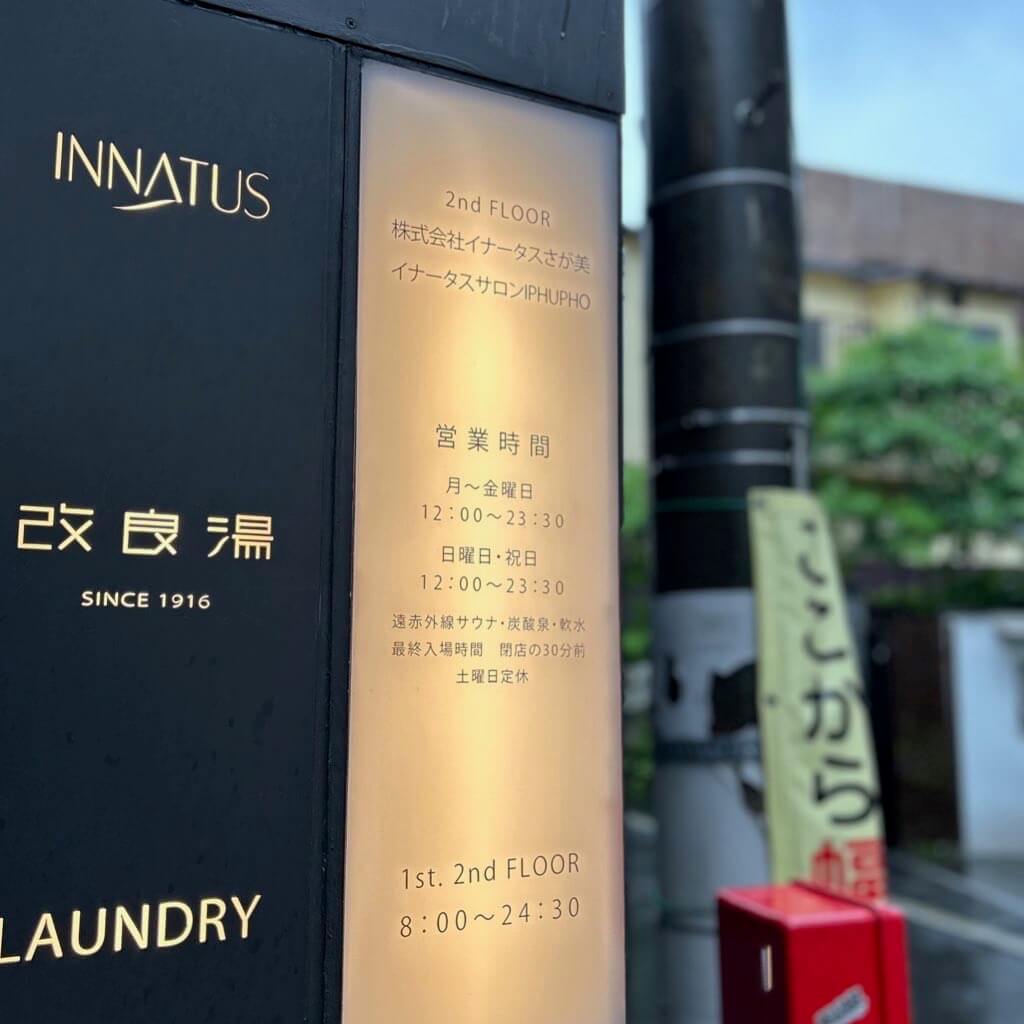 INNATUS
2nd FLOOR
株式会社イナータスさが美
イナータスサロンIPHUPHO
改良湯
SINCE 1916
営業時間
月～金曜日
12：00～23：30
日曜日・祝日
12：00～23：30
遠赤外線サウナ・炭酸泉・軟水
最終入場時間　閉店の30分前
土曜日定休
LAUNDRY
1st. 2nd FLOOR
8：00～24：30
ここから